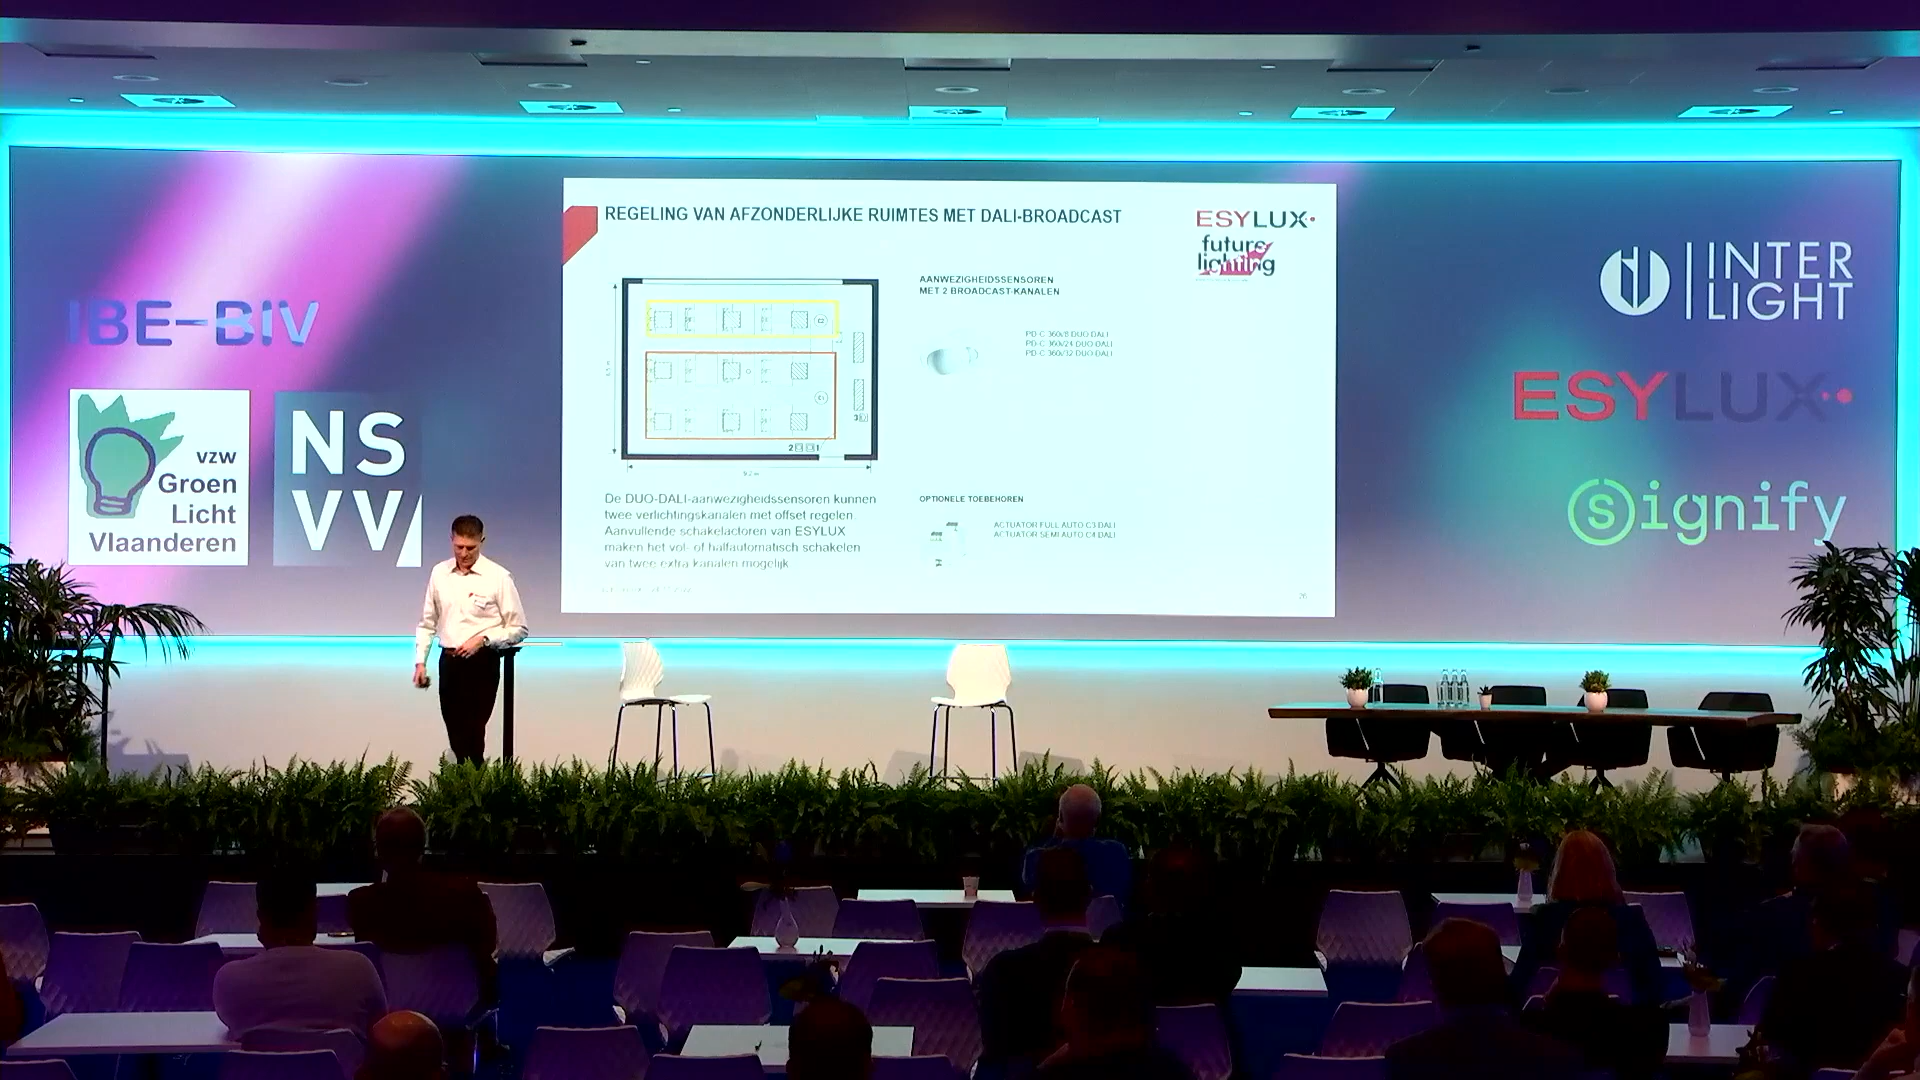 REGELING VAN AFZONDERLIJKE RUIMTES MET DALI-BROADCAST
ESYLUX
future
lighting
AANWEZIGHEIDSSENSOREN
MET 2 BROADCAST-KANALEN
PD-C 360i/8 DUO DALI
PD-C 360i/24 DUO DALI
PD-C 360i/32 DUO DALI
De DUO-DALI-aanwezigheidssensoren kunnen
twee verlichtingskanalen met offset regelen.
Aanvullende schakelactoren van ESYLUX
maken het vol- of halfautomatisch schakelen
van twee extra kanalen mogelijk
OPTIONELE TOEBEHOREN
ACTUATOR FULL AUTO C3 DALI
ACTUATOR SEMI AUTO C4 DALI
26
IBE–BIV
vzw
Groen
Licht
Vlaanderen
NS
VV
INTER
LIGHT
ESYLUX
Signify